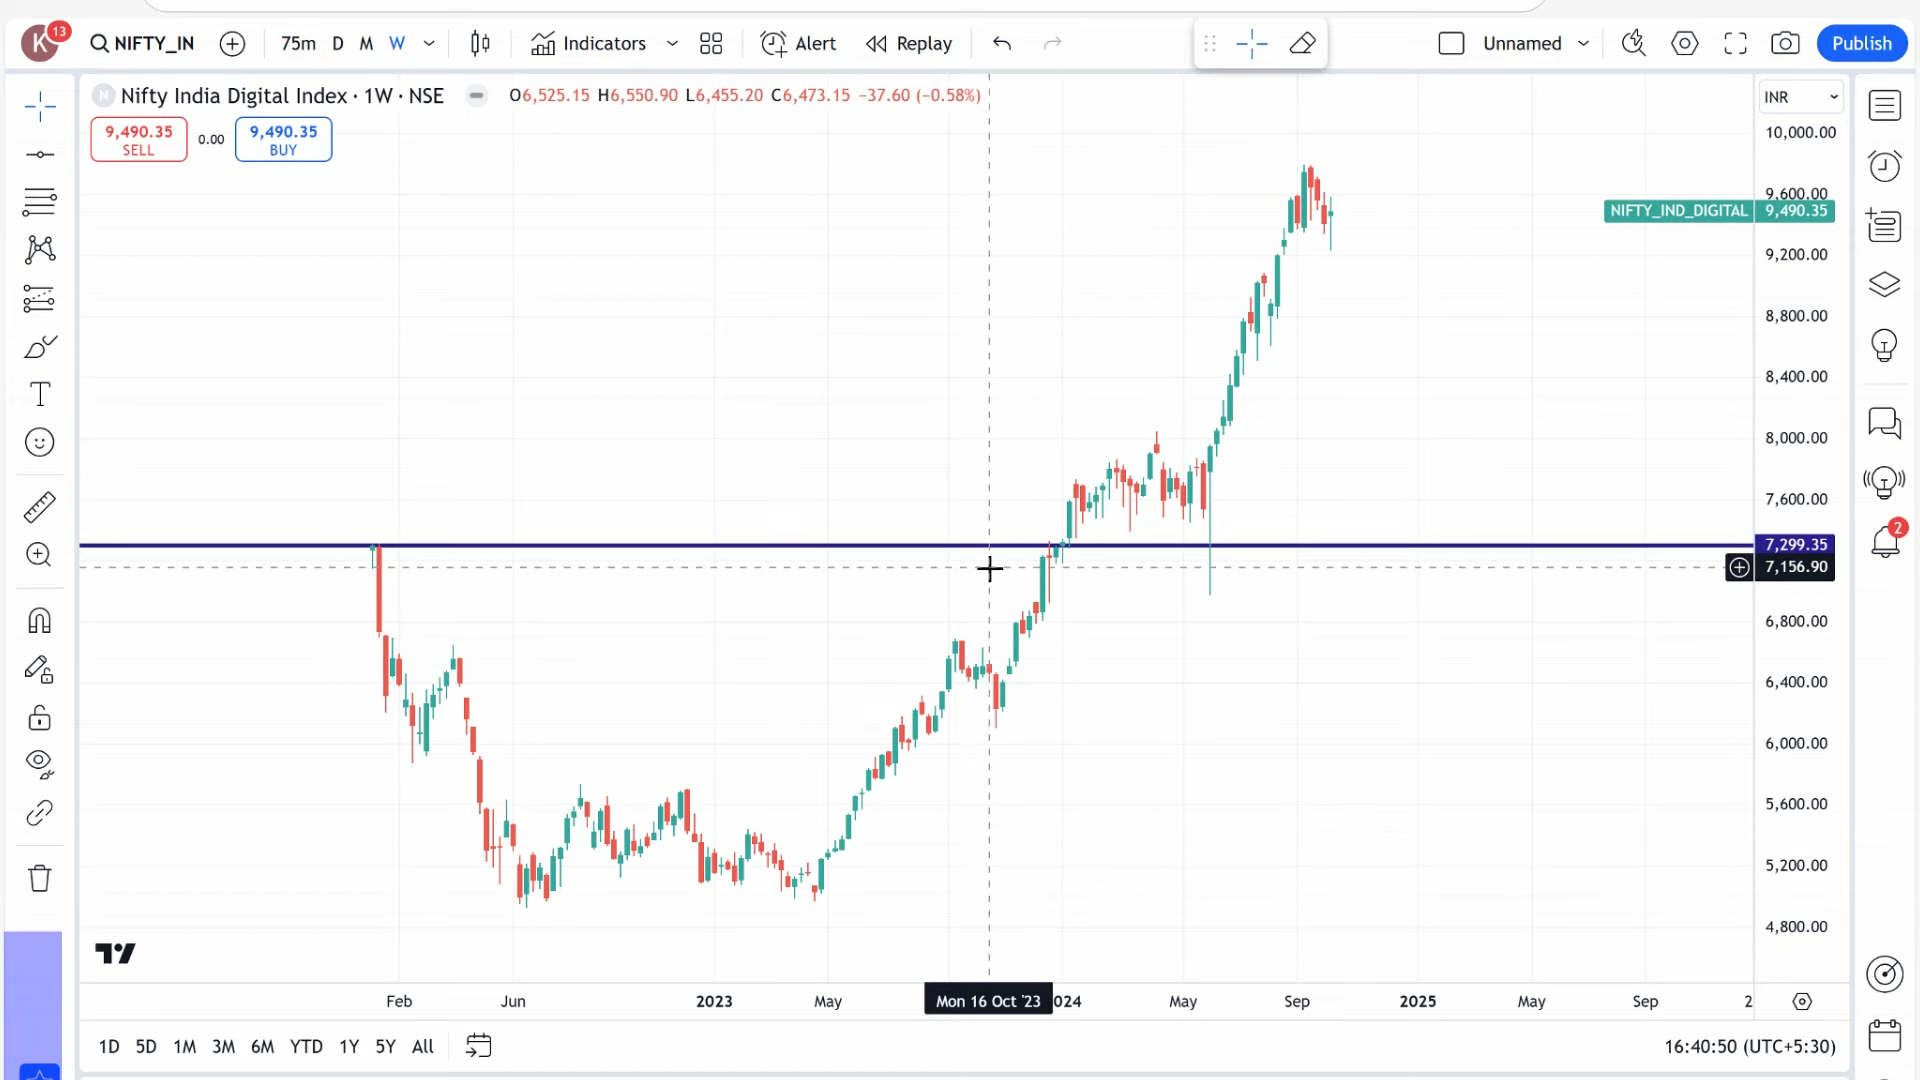 K 13 NIFTY_IN 75m D M W Indicators Alert Replay Unnamed Publish
N Nifty India Digital Index · 1W · NSE O6,525.15 H6,550.90 L6,455.20 C6,473.15 −37.60 (−0.58%) INR
9,490.35 SELL 0.00 9,490.35 BUY
10,000.00
9,600.00
NIFTY_IND_DIGITAL 9,490.35
9,200.00
8,800.00
8,400.00
8,000.00
7,600.00
2
7,299.35
7,156.90
6,800.00
6,400.00
6,000.00
5,600.00
5,200.00
4,800.00
Feb Jun 2023 May Mon 16 Oct '23 024 May Sep 2025 May Sep 2
1D 5D 1M 3M 6M YTD 1Y 5Y All 16:40:50 (UTC+5:30)